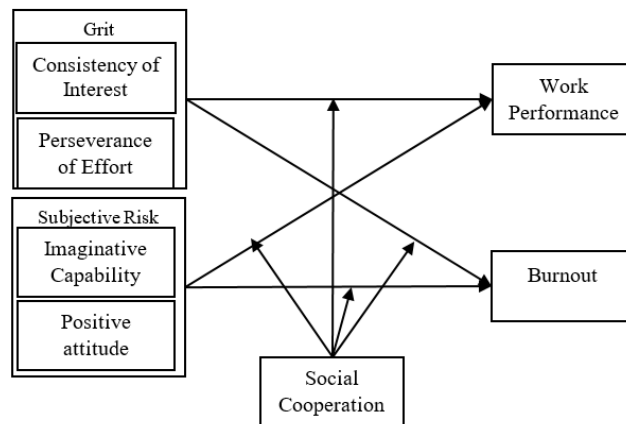 Grit
Consistency of
Interest
Perseverance
of Effort
Subjective Risk
Imaginative
Capability
Positive
attitude
Work
Performance
Burnout
Social
Cooperation